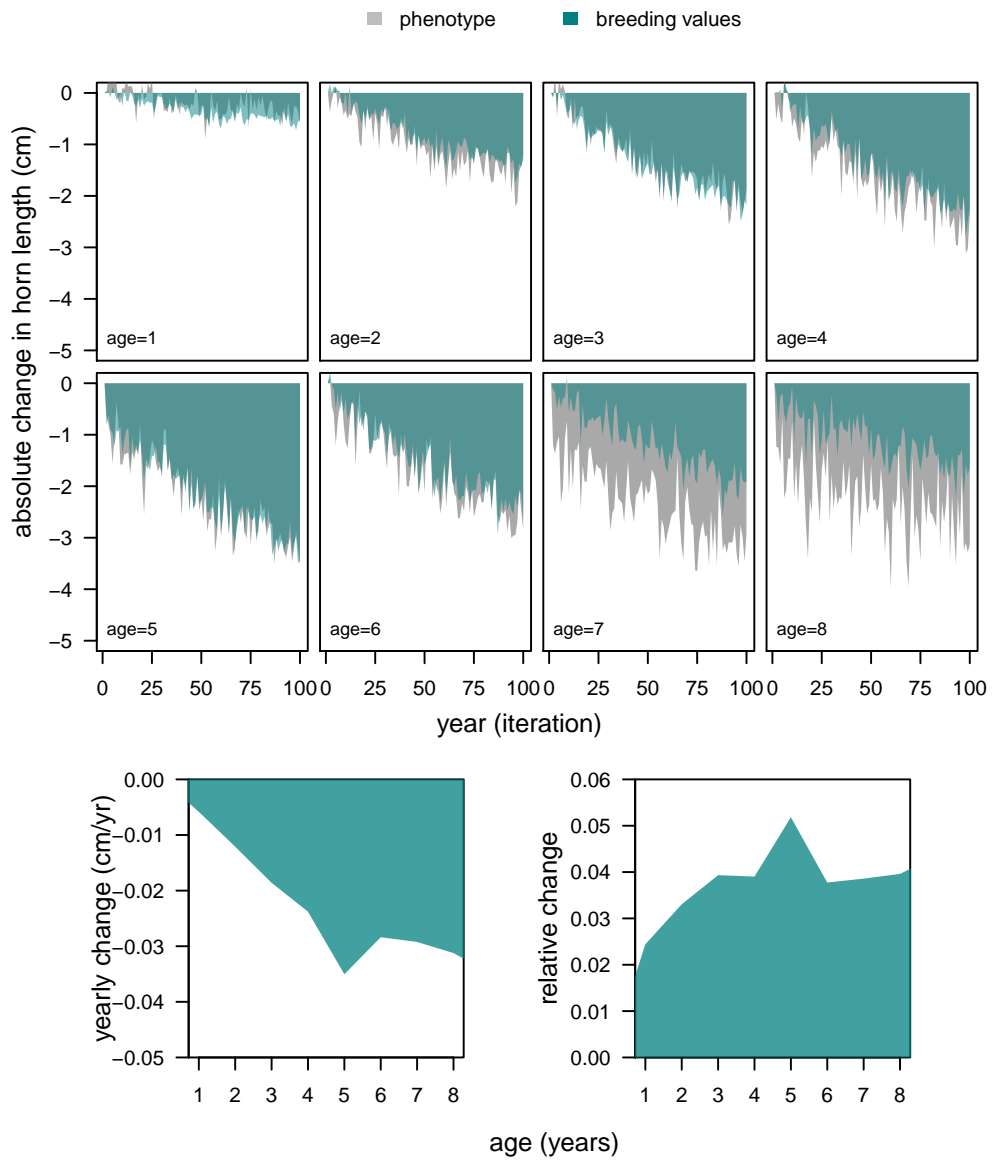 phenotype breeding values
absolute change in horn length (cm)
0
−1
−2
−3
−4
−5
age=1 age=2 age=3 age=4
0
−1
−2
−3
−4
−5
age=5 age=6 age=7 age=8
0 25 50 75 100 0 25 50 75 100 0 25 50 75 100 0 25 50 75 100
year (iteration)
yearly change (cm/yr)
0.00
−0.01
−0.02
−0.03
−0.04
−0.05
1 2 3 4 5 6 7 8
relative change
0.06
0.05
0.04
0.03
0.02
0.01
0.00
1 2 3 4 5 6 7 8
age (years)